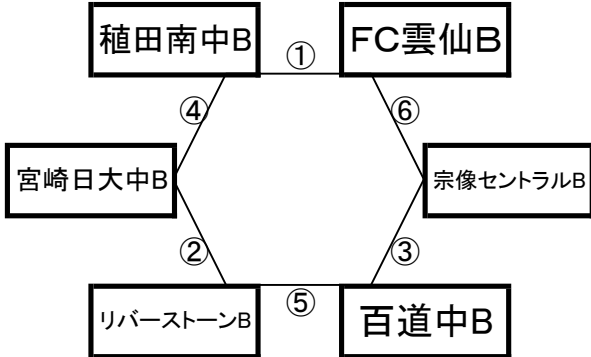 稙田南中B
①
FC雲仙B
④
⑥
宮崎日大中B
宗像セントラルB
②
③
リバーストーンB
⑤
百道中B